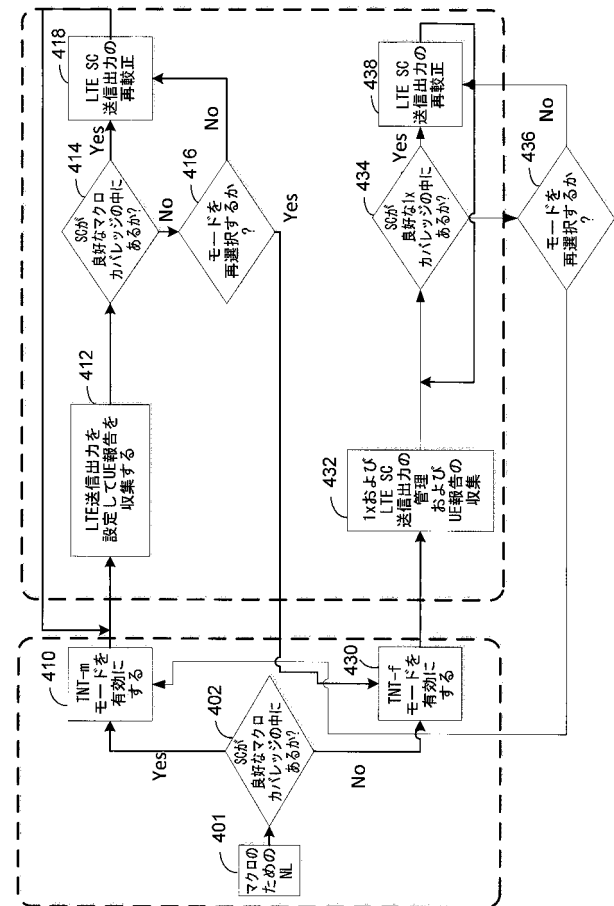 401
マクロの
ための
NL
402
SCが
良好なマクロ
カバレッジの中に
あるか?
Yes
No
410
TNT-m
モードを
有効に
する
412
LTE送信出力を
設定してUE報告を
収集する
414
SCが
良好なマクロ
カバレッジの中に
あるか?
Yes
No
416
モードを
再選択するか
?
No
Yes
418
LTE SC
送信出力の
再較正
430
TNT-f
モードを
有効に
する
432
1xおよび
LTE SC
送信出力の
管理
および
UE報告の
収集
434
SCが
良好な1x
カバレッジの中に
あるか?
Yes
436
モードを
再選択するか
?
No
438
LTE SC
送信出力の
再較正